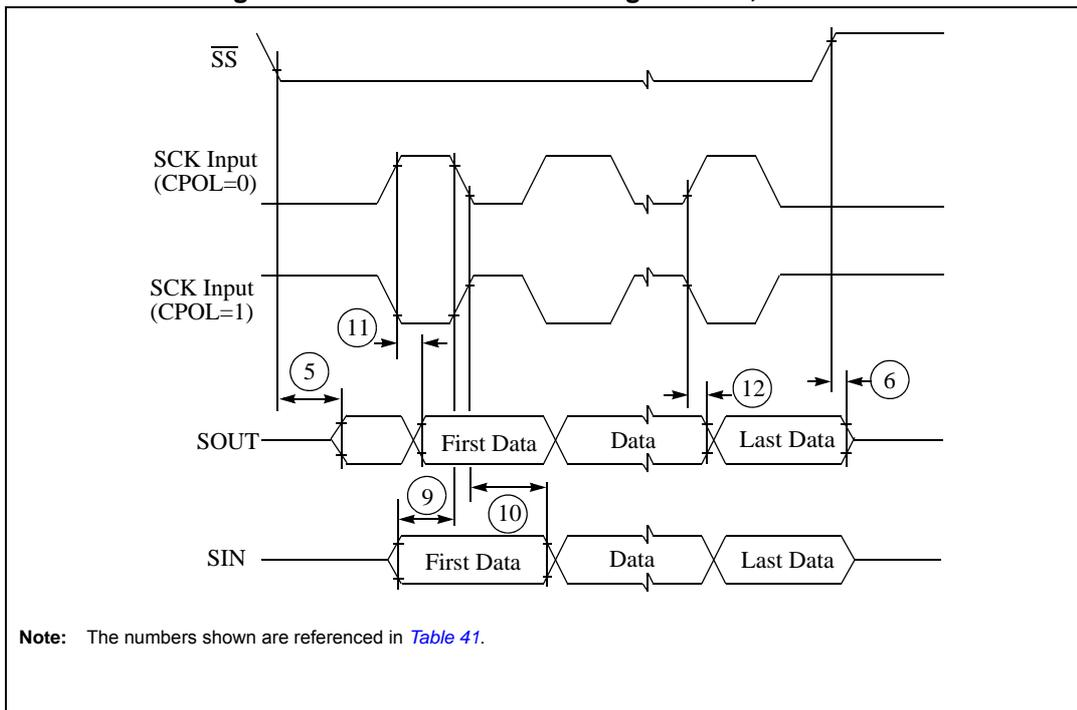 SS
SCK Input
(CPOL=0)
SCK Input
(CPOL=1)
11
5
12
6
SOUT
First Data
Data
Last Data
9
10
SIN
First Data
Data
Last Data
Note: The numbers shown are referenced in Table 41.